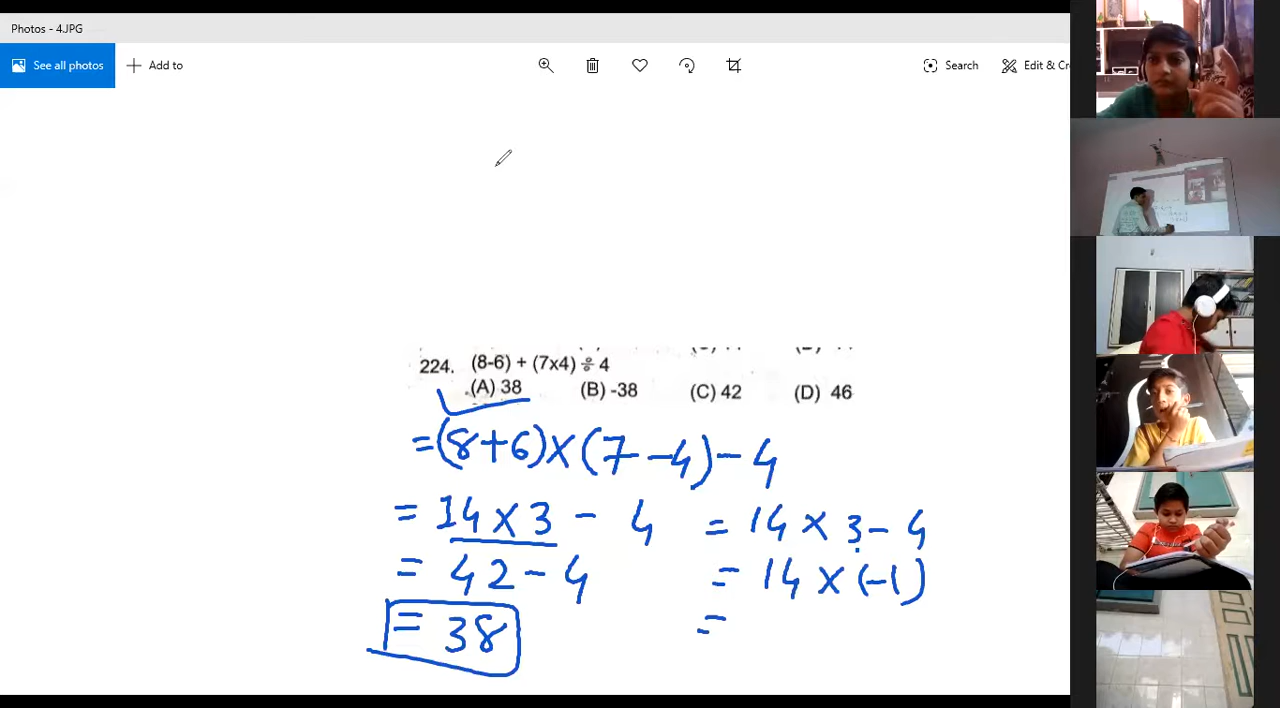 Photos - 4.JPG
See all photos
Add to
Search
Edit & Cr
224. (8-6) + (7x4) ÷ 4
(A) 38 (B) -38 (C) 42 (D) 46
=(8+6)×(7-4)-4
= 14 × 3 - 4
= 42 - 4
= 38
= 14 × 3 - 4
= 14 × (-1)
=